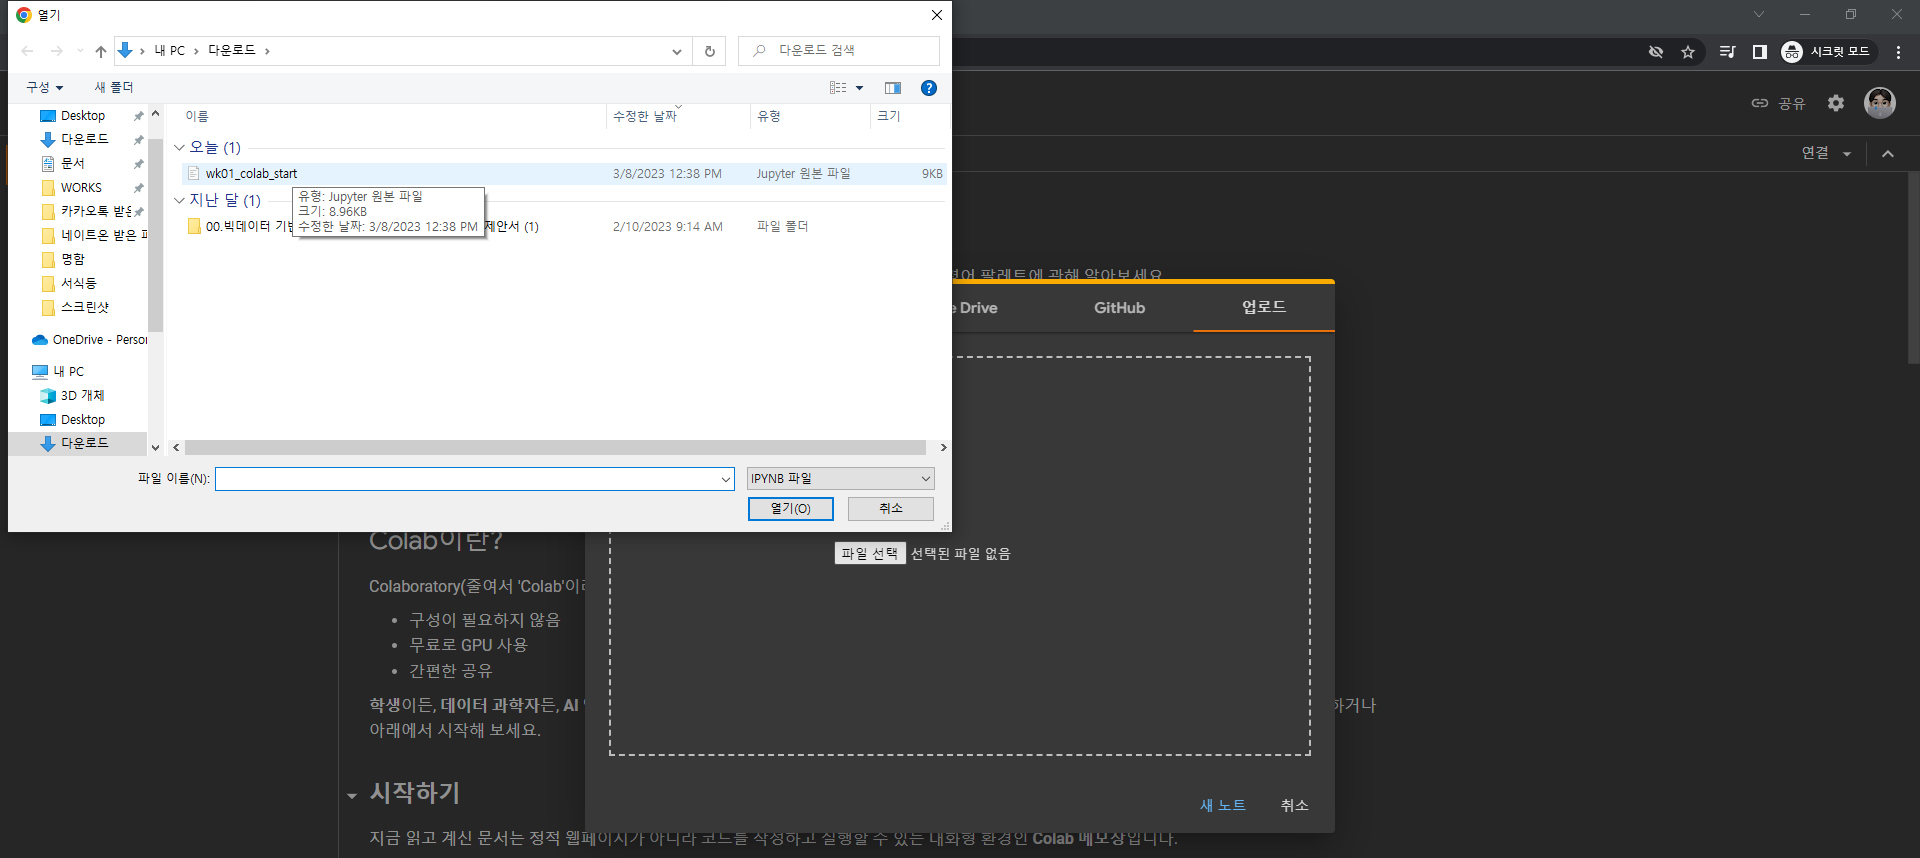 열기
내 PC › 다운로드 ›
다운로드 검색
시크릿 모드
구성
새 폴더
공유
Desktop
다운로드
문서
WORKS
카카오톡 받은
네이트온 받은
명함
서식등
스크린샷
OneDrive - Person
내 PC
3D 개체
Desktop
다운로드
이름 수정한 날짜 유형 크기
오늘 (1)
wk01_colab_start 3/8/2023 12:38 PM Jupyter 원본 파일 9KB
지난 달 (1)
00.빅데이터 기반 제안서 (1) 2/10/2023 9:14 AM 파일 폴더
유형: Jupyter 원본 파일
크기: 8.96KB
수정한 날짜: 3/8/2023 12:38 PM
파일 이름(N):
IPYNB 파일
열기(O)
취소
연결
팔레트에 관해 알아보세요
Drive
GitHub
업로드
파일 선택 선택된 파일 없음
새 노트
취소
Colab이란?
Colaboratory(줄여서 'Colab'이라
• 구성이 필요하지 않음
• 무료로 GPU 사용
• 간편한 공유
학생이든, 데이터 과학자든, AI
하거나
아래에서 시작해 보세요.
시작하기
지금 읽고 계신 문서는 정적 웹페이지가 아니라 코드를 작성하고 실행할 수 있는 대화형 환경인 Colab 메모장입니다.